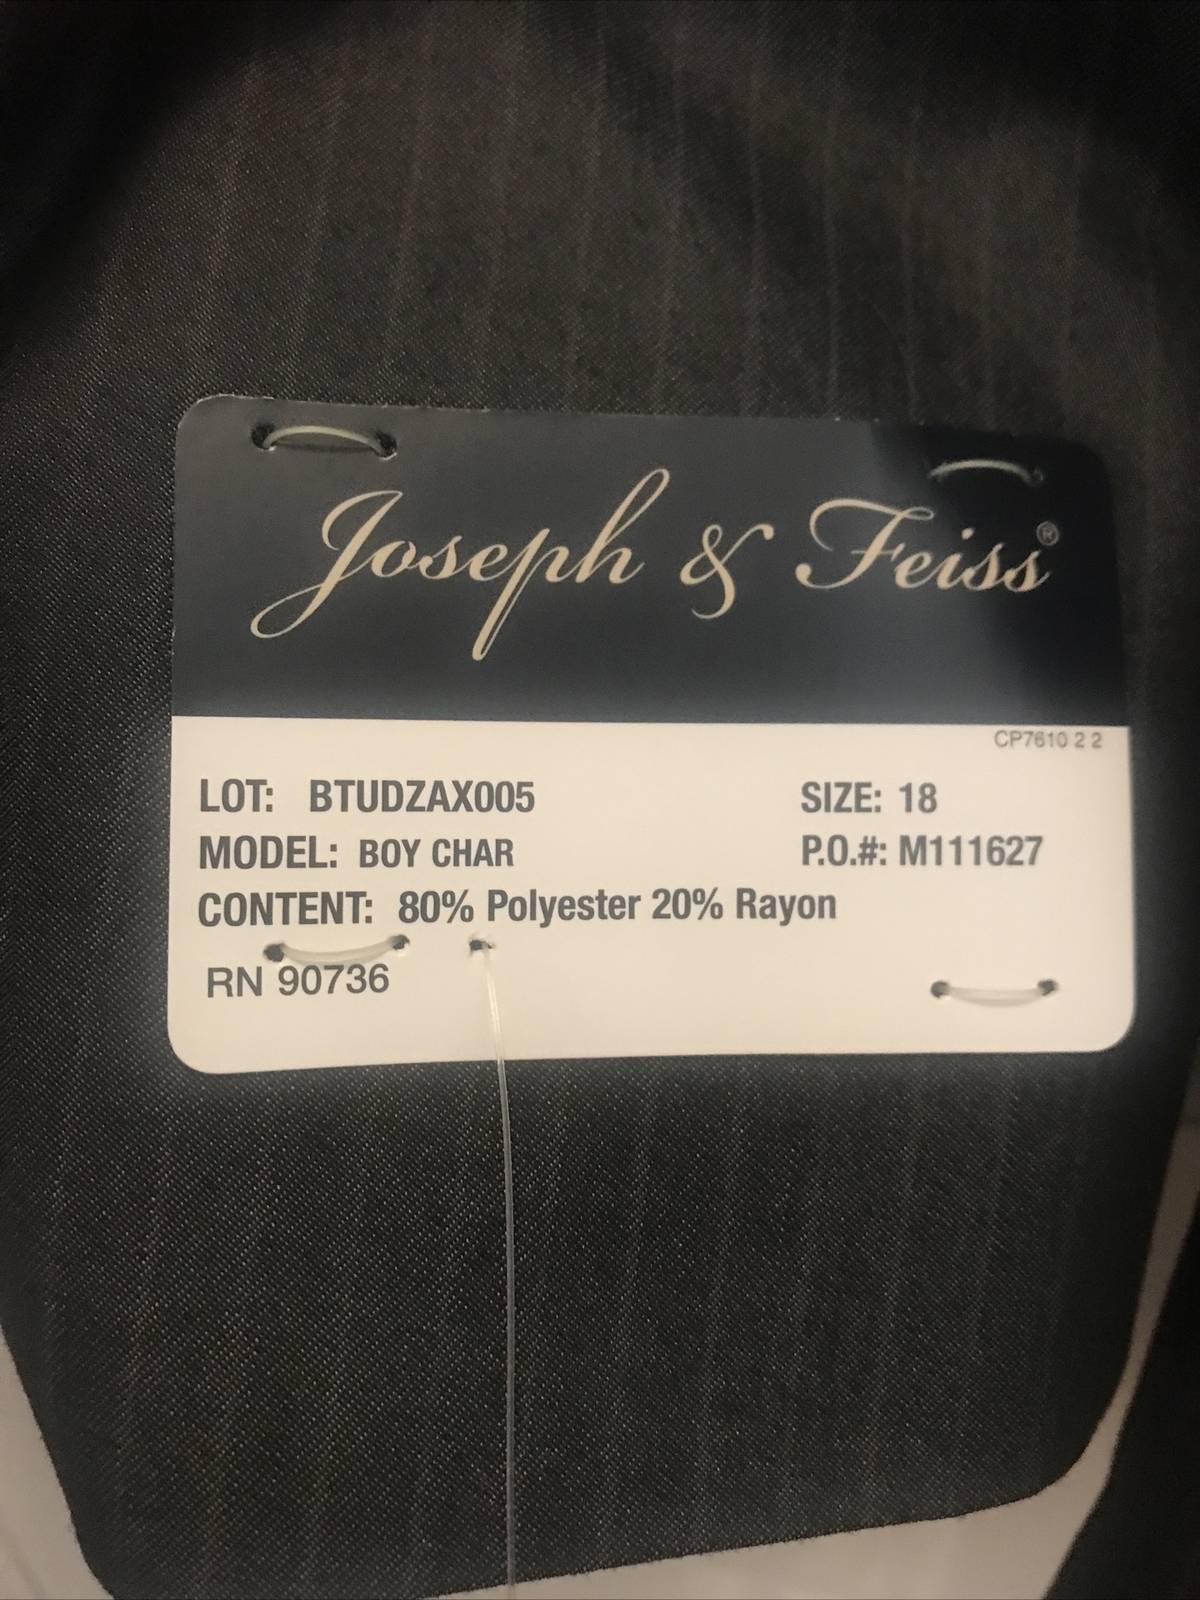 Joseph & Feiss®
CP7610 2 2
LOT: BTUDZAX005 SIZE: 18
MODEL: BOY CHAR P.O.#: M111627
CONTENT: 80% Polyester 20% Rayon
RN 90736